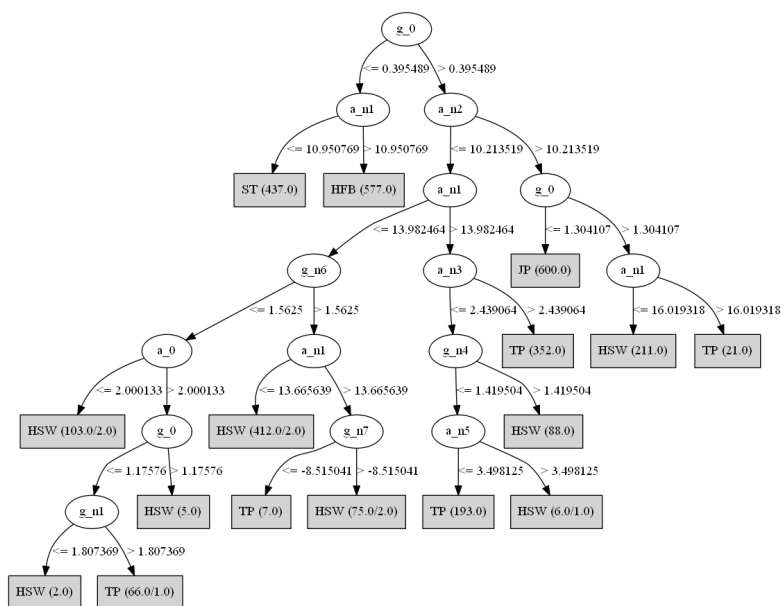 g_0
<= 0.395489 > 0.395489
a_n1 a_n2
<= 10.950769 > 10.950769 <= 10.213519 > 10.213519
ST (437.0) HFB (577.0) a_n1 g_0
<= 13.982464 > 13.982464 <= 1.304107 > 1.304107
g_n6 a_n3 JP (600.0) a_n1
<= 1.5625 > 1.5625 <= 2.439064 > 2.439064 <= 16.019318 > 16.019318
a_0 a_n1 g_n4 TP (352.0) HSW (211.0) TP (21.0)
<= 2.000133 > 2.000133 <= 13.665639 > 13.665639 <= 1.419504 > 1.419504
HSW (103.0/2.0) g_0 HSW (412.0/2.0) g_n7 a_n5 HSW (88.0)
<= 1.17576 > 1.17576 <= -8.515041 > -8.515041 <= 3.498125 > 3.498125
g_n1 HSW (5.0) TP (7.0) HSW (75.0/2.0) TP (193.0) HSW (6.0/1.0)
<= 1.807369 > 1.807369
HSW (2.0) TP (66.0/1.0)